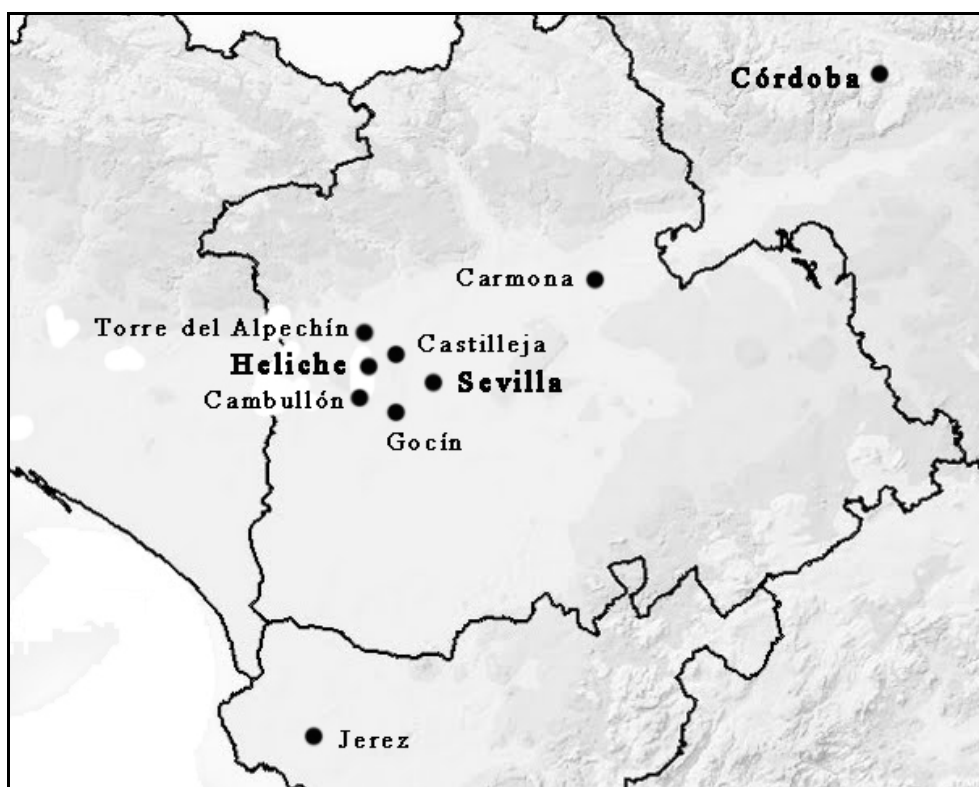 Córdoba
Carmona
Torre del Alpechín
Castilleja
Heliche
Sevilla
Cambullón
Gocín
Jerez